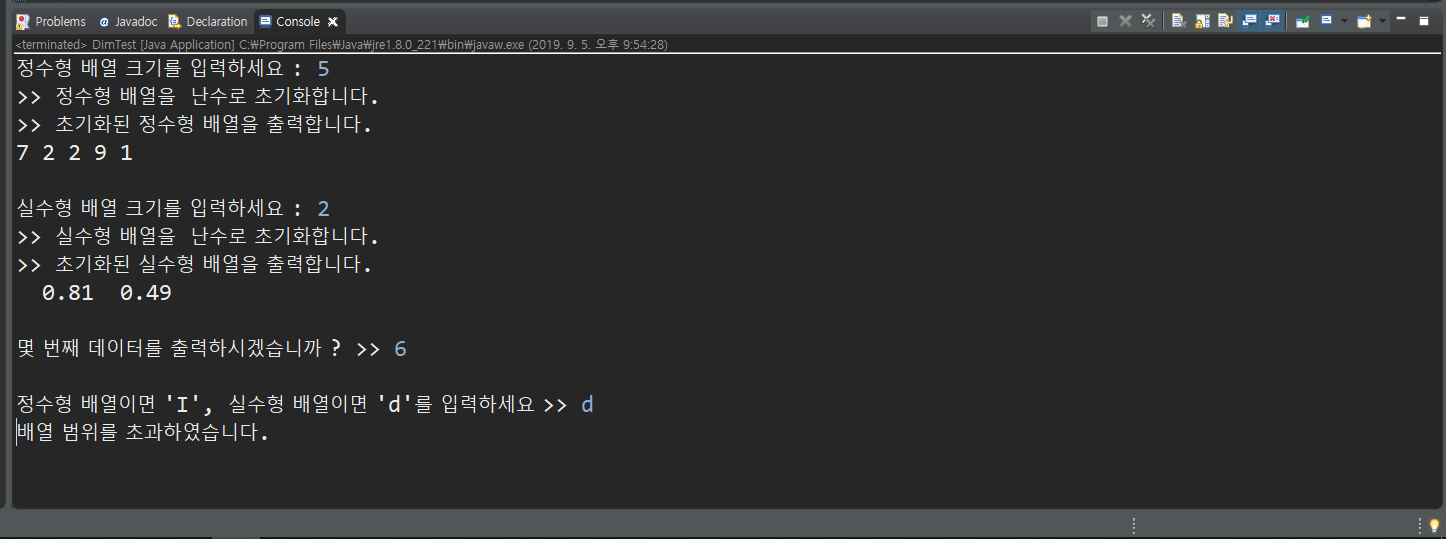 Problems @ Javadoc Declaration Console
<terminated> DimTest [Java Application] C:\Program Files\Java\jre1.8.0_221\bin\javaw.exe (2019. 9. 5. 오후 9:54:28)
정수형 배열 크기를 입력하세요 : 5
>> 정수형 배열을  난수로 초기화합니다.
>> 초기화된 정수형 배열을 출력합니다.
7 2 2 9 1
실수형 배열 크기를 입력하세요 : 2
>> 실수형 배열을  난수로 초기화합니다.
>> 초기화된 실수형 배열을 출력합니다.
  0.81  0.49
몇 번째 데이터를 출력하시겠습니까 ? >> 6
정수형 배열이면 'I', 실수형 배열이면 'd'를 입력하세요 >> d
배열 범위를 초과하였습니다.